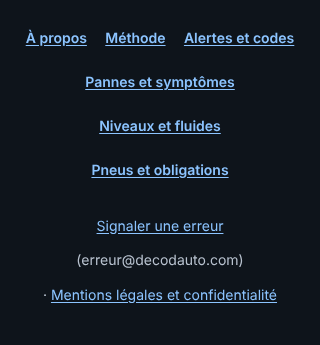 À propos Méthode Alertes et codes
Pannes et symptômes
Niveaux et fluides
Pneus et obligations
Signaler une erreur
(erreur@decodauto.com)
· Mentions légales et confidentialité